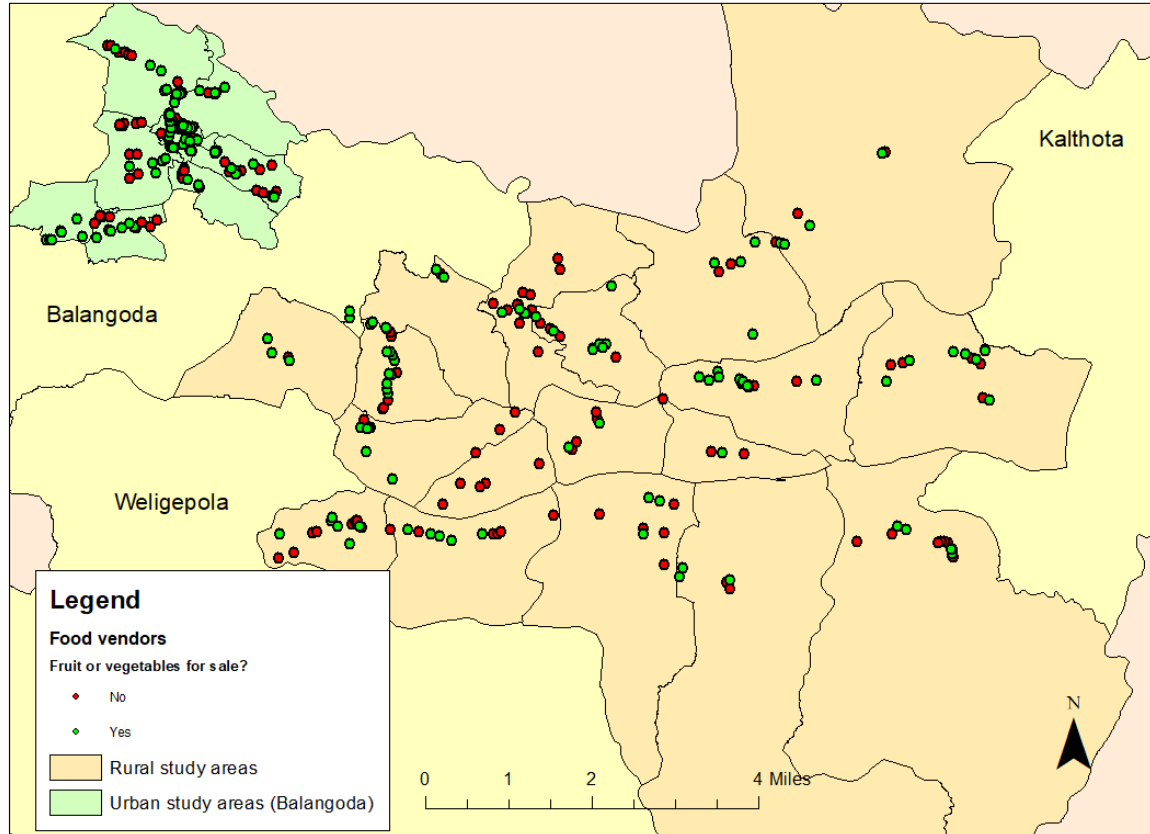 Kalthota
Balangoda
Weligepola
Legend
Food vendors
Fruit or vegetables for sale?
No
Yes
Rural study areas
Urban study areas (Balangoda)
0 1 2 4 Miles
N